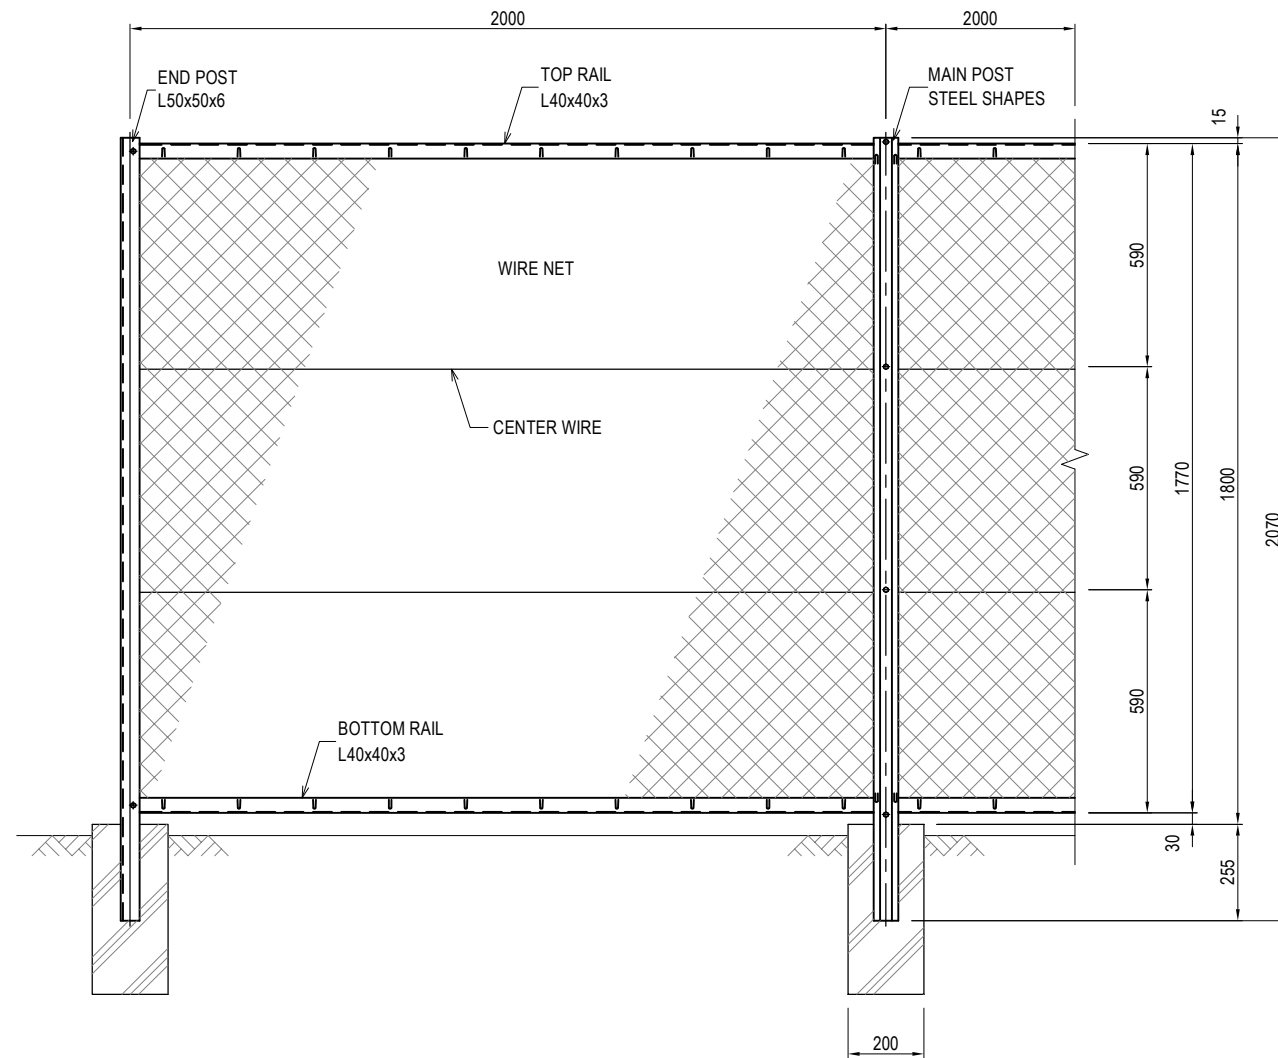 2000
2000
END POST
L50x50x6
TOP RAIL
L40x40x3
MAIN POST
STEEL SHAPES
15
590
WIRE NET
CENTER WIRE
590
1770
1800
2070
590
BOTTOM RAIL
L40x40x3
30
255
200